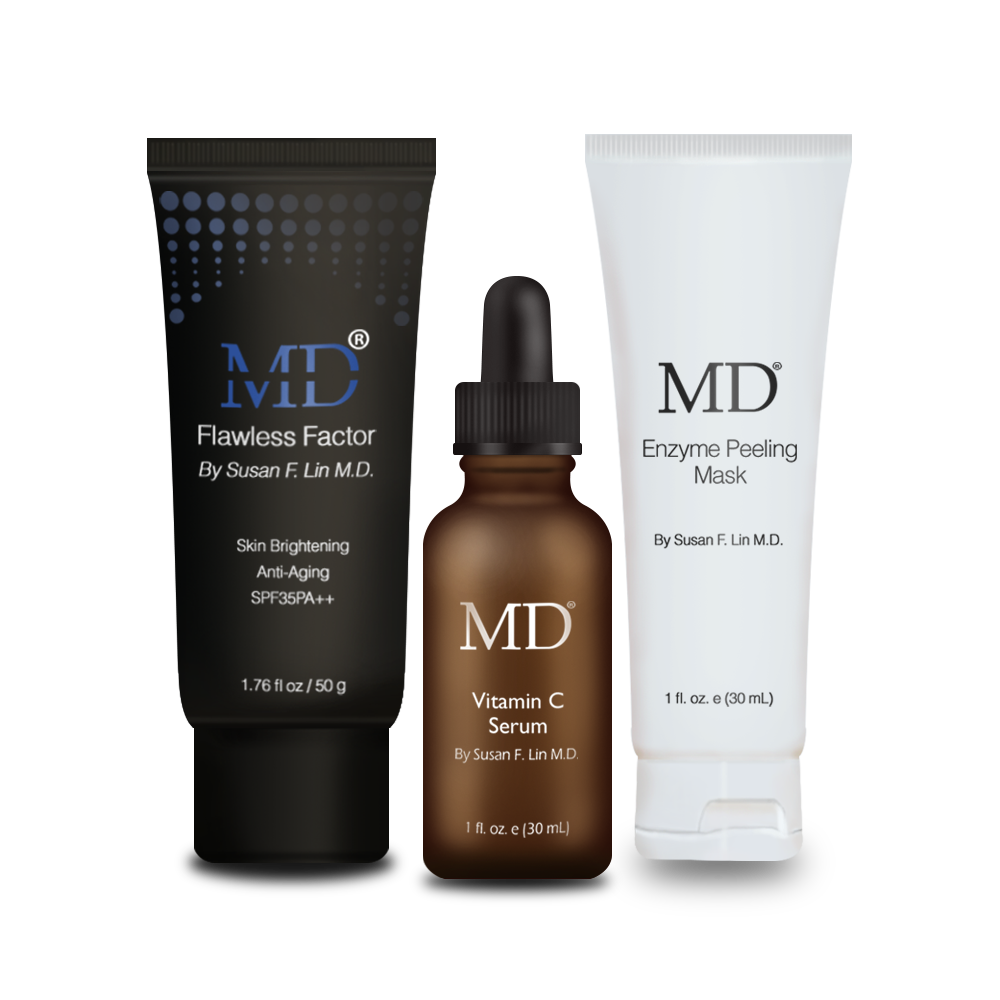 MD®
Flawless Factor
By Susan F. Lin M.D.
Skin Brightening
Anti-Aging
SPF35PA++
1.76 fl oz / 50 g
MD®
Vitamin C
Serum
By Susan F. Lin M.D.
1 fl. oz. e (30 mL)
MD®
Enzyme Peeling
Mask
By Susan F. Lin M.D.
1 fl. oz. e (30 mL)